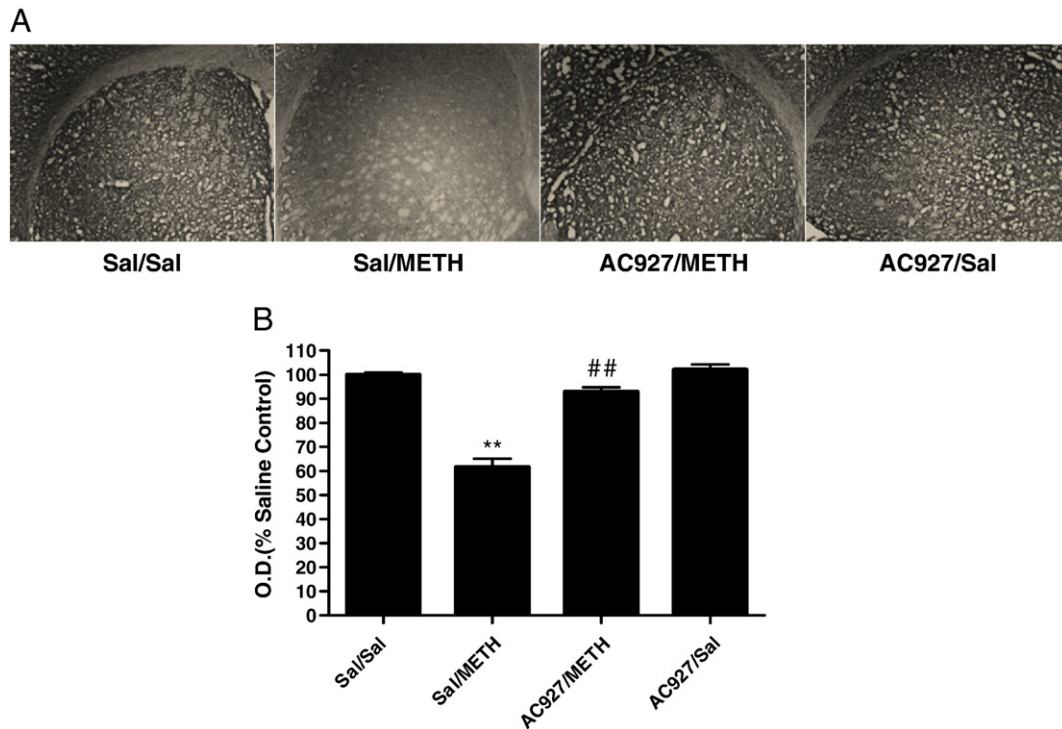 A
Sal/Sal Sal/METH AC927/METH AC927/Sal
B
O.D.(% Saline Control)
110
100
90
80
70
60
50
40
30
20
10
0
**
##
Sal/Sal Sal/METH AC927/METH AC927/Sal